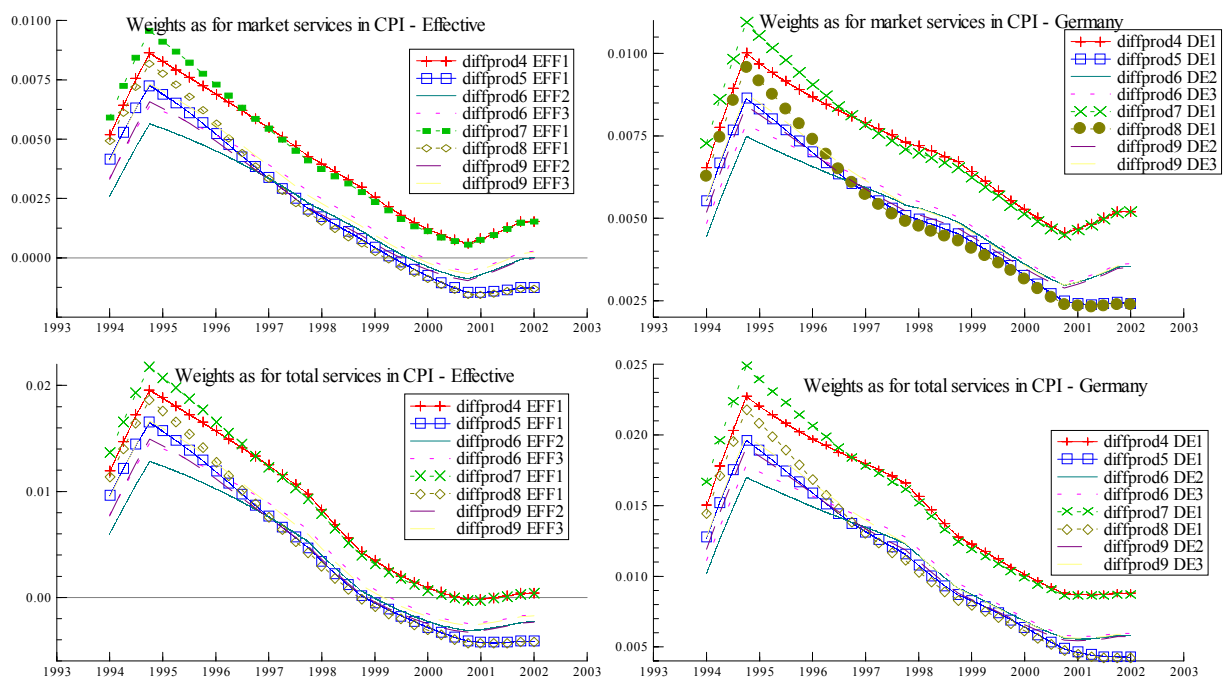 Weights as for market services in CPI - Effective
0.0100
0.0075
0.0050
0.0025
0.0000
diffprod4 EFF1
diffprod5 EFF1
diffprod6 EFF2
diffprod6 EFF3
diffprod7 EFF1
diffprod8 EFF1
diffprod9 EFF2
diffprod9 EFF3
1993 1994 1995 1996 1997 1998 1999 2000 2001 2002 2003
Weights as for market services in CPI - Germany
0.0100
0.0075
0.0050
0.0025
diffprod4 DE1
diffprod5 DE1
diffprod6 DE2
diffprod6 DE3
diffprod7 DE1
diffprod8 DE1
diffprod9 DE2
diffprod9 DE3
1993 1994 1995 1996 1997 1998 1999 2000 2001 2002 2003
Weights as for total services in CPI - Effective
0.02
0.01
0.00
diffprod4 EFF1
diffprod5 EFF1
diffprod6 EFF2
diffprod6 EFF3
diffprod7 EFF1
diffprod8 EFF1
diffprod9 EFF2
diffprod9 EFF3
1993 1994 1995 1996 1997 1998 1999 2000 2001 2002 2003
Weights as for total services in CPI - Germany
0.025
0.020
0.015
0.010
0.005
diffprod4 DE1
diffprod5 DE1
diffprod6 DE2
diffprod6 DE3
diffprod7 DE1
diffprod8 DE1
diffprod9 DE2
diffprod9 DE3
1993 1994 1995 1996 1997 1998 1999 2000 2001 2002 2003